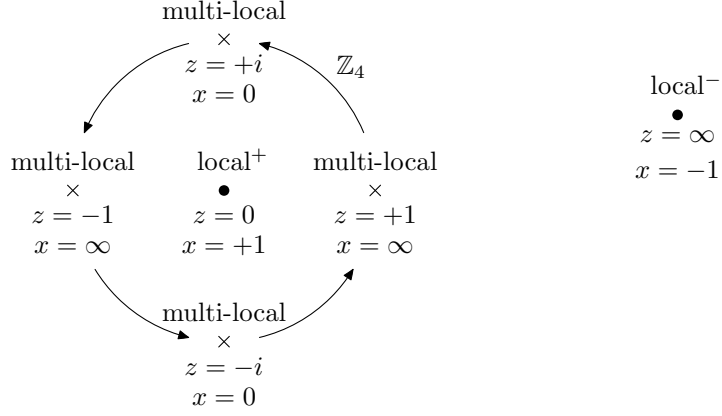 multi-local
×
z = +i
x = 0
ℤ₄
local⁻
•
z = ∞
x = −1
multi-local
×
z = −1
x = ∞
local⁺
•
z = 0
x = +1
multi-local
×
z = +1
x = ∞
multi-local
×
z = −i
x = 0